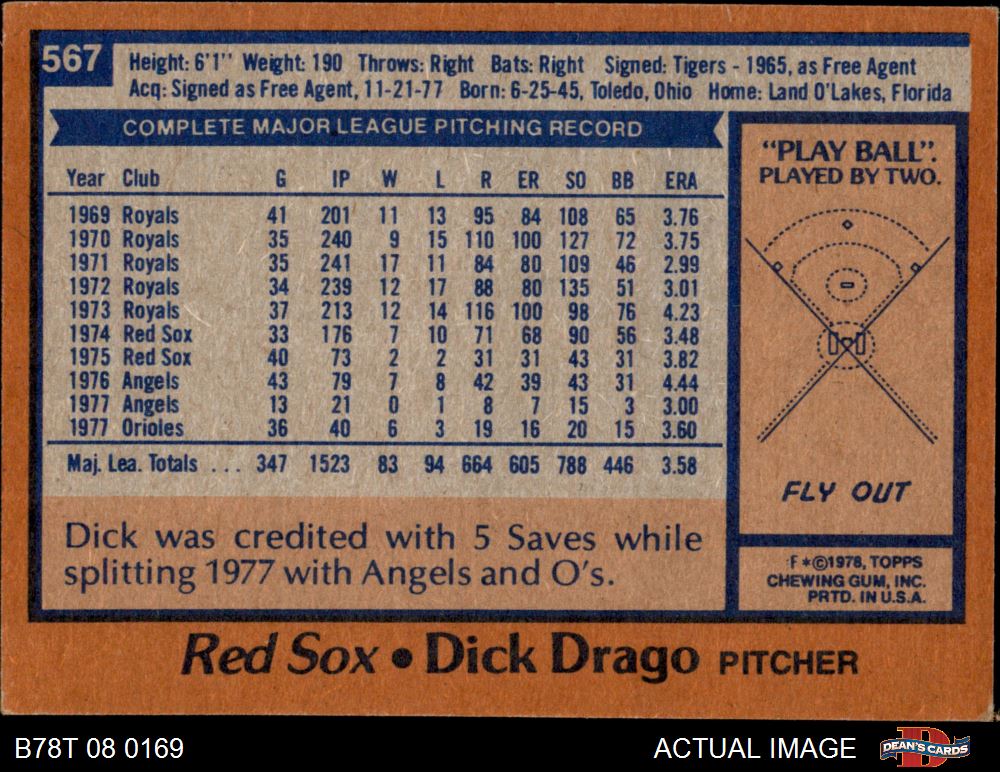 567
Height: 6'1'' Weight: 190 Throws: Right Bats: Right Signed: Tigers - 1965, as Free Agent
Acq: Signed as Free Agent, 11-21-77 Born: 6-25-45, Toledo, Ohio Home: Land O'Lakes, Florida
COMPLETE MAJOR LEAGUE PITCHING RECORD
Year Club G IP W L R ER SO BB ERA
1969 Royals 41 201 11 13 95 84 108 65 3.76
1970 Royals 35 240 9 15 110 100 127 72 3.75
1971 Royals 35 241 17 11 84 80 109 46 2.99
1972 Royals 34 239 12 17 88 80 135 51 3.01
1973 Royals 37 213 12 14 116 100 98 76 4.23
1974 Red Sox 33 176 7 10 71 68 90 56 3.48
1975 Red Sox 40 73 2 2 31 31 43 31 3.82
1976 Angels 43 79 7 8 42 39 43 31 4.44
1977 Angels 13 21 0 1 8 7 15 3 3.00
1977 Orioles 36 40 6 3 19 16 20 15 3.60
Maj. Lea. Totals ... 347 1523 83 94 664 605 788 446 3.58
Dick was credited with 5 Saves while
splitting 1977 with Angels and O's.
"PLAY BALL".
PLAYED BY TWO.
FLY OUT
F*©1978, TOPPS
CHEWING GUM, INC.
PRTD. IN U.S.A.
Red Sox • Dick Drago PITCHER
B78T 08 0169
ACTUAL IMAGE
D
DEAN'S CARDS